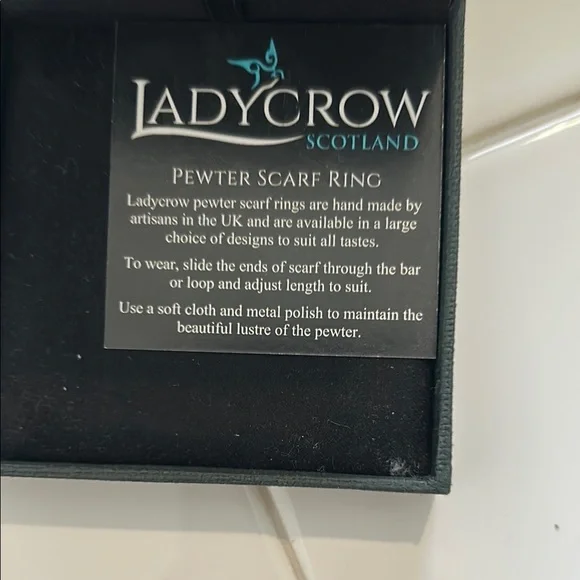 LADYCROW
SCOTLAND
PEWTER SCARF RING
Ladycrow pewter scarf rings are hand made by
artisans in the UK and are available in a large
choice of designs to suit all tastes.
To wear, slide the ends of scarf through the bar
or loop and adjust length to suit.
Use a soft cloth and metal polish to maintain the
beautiful lustre of the pewter.